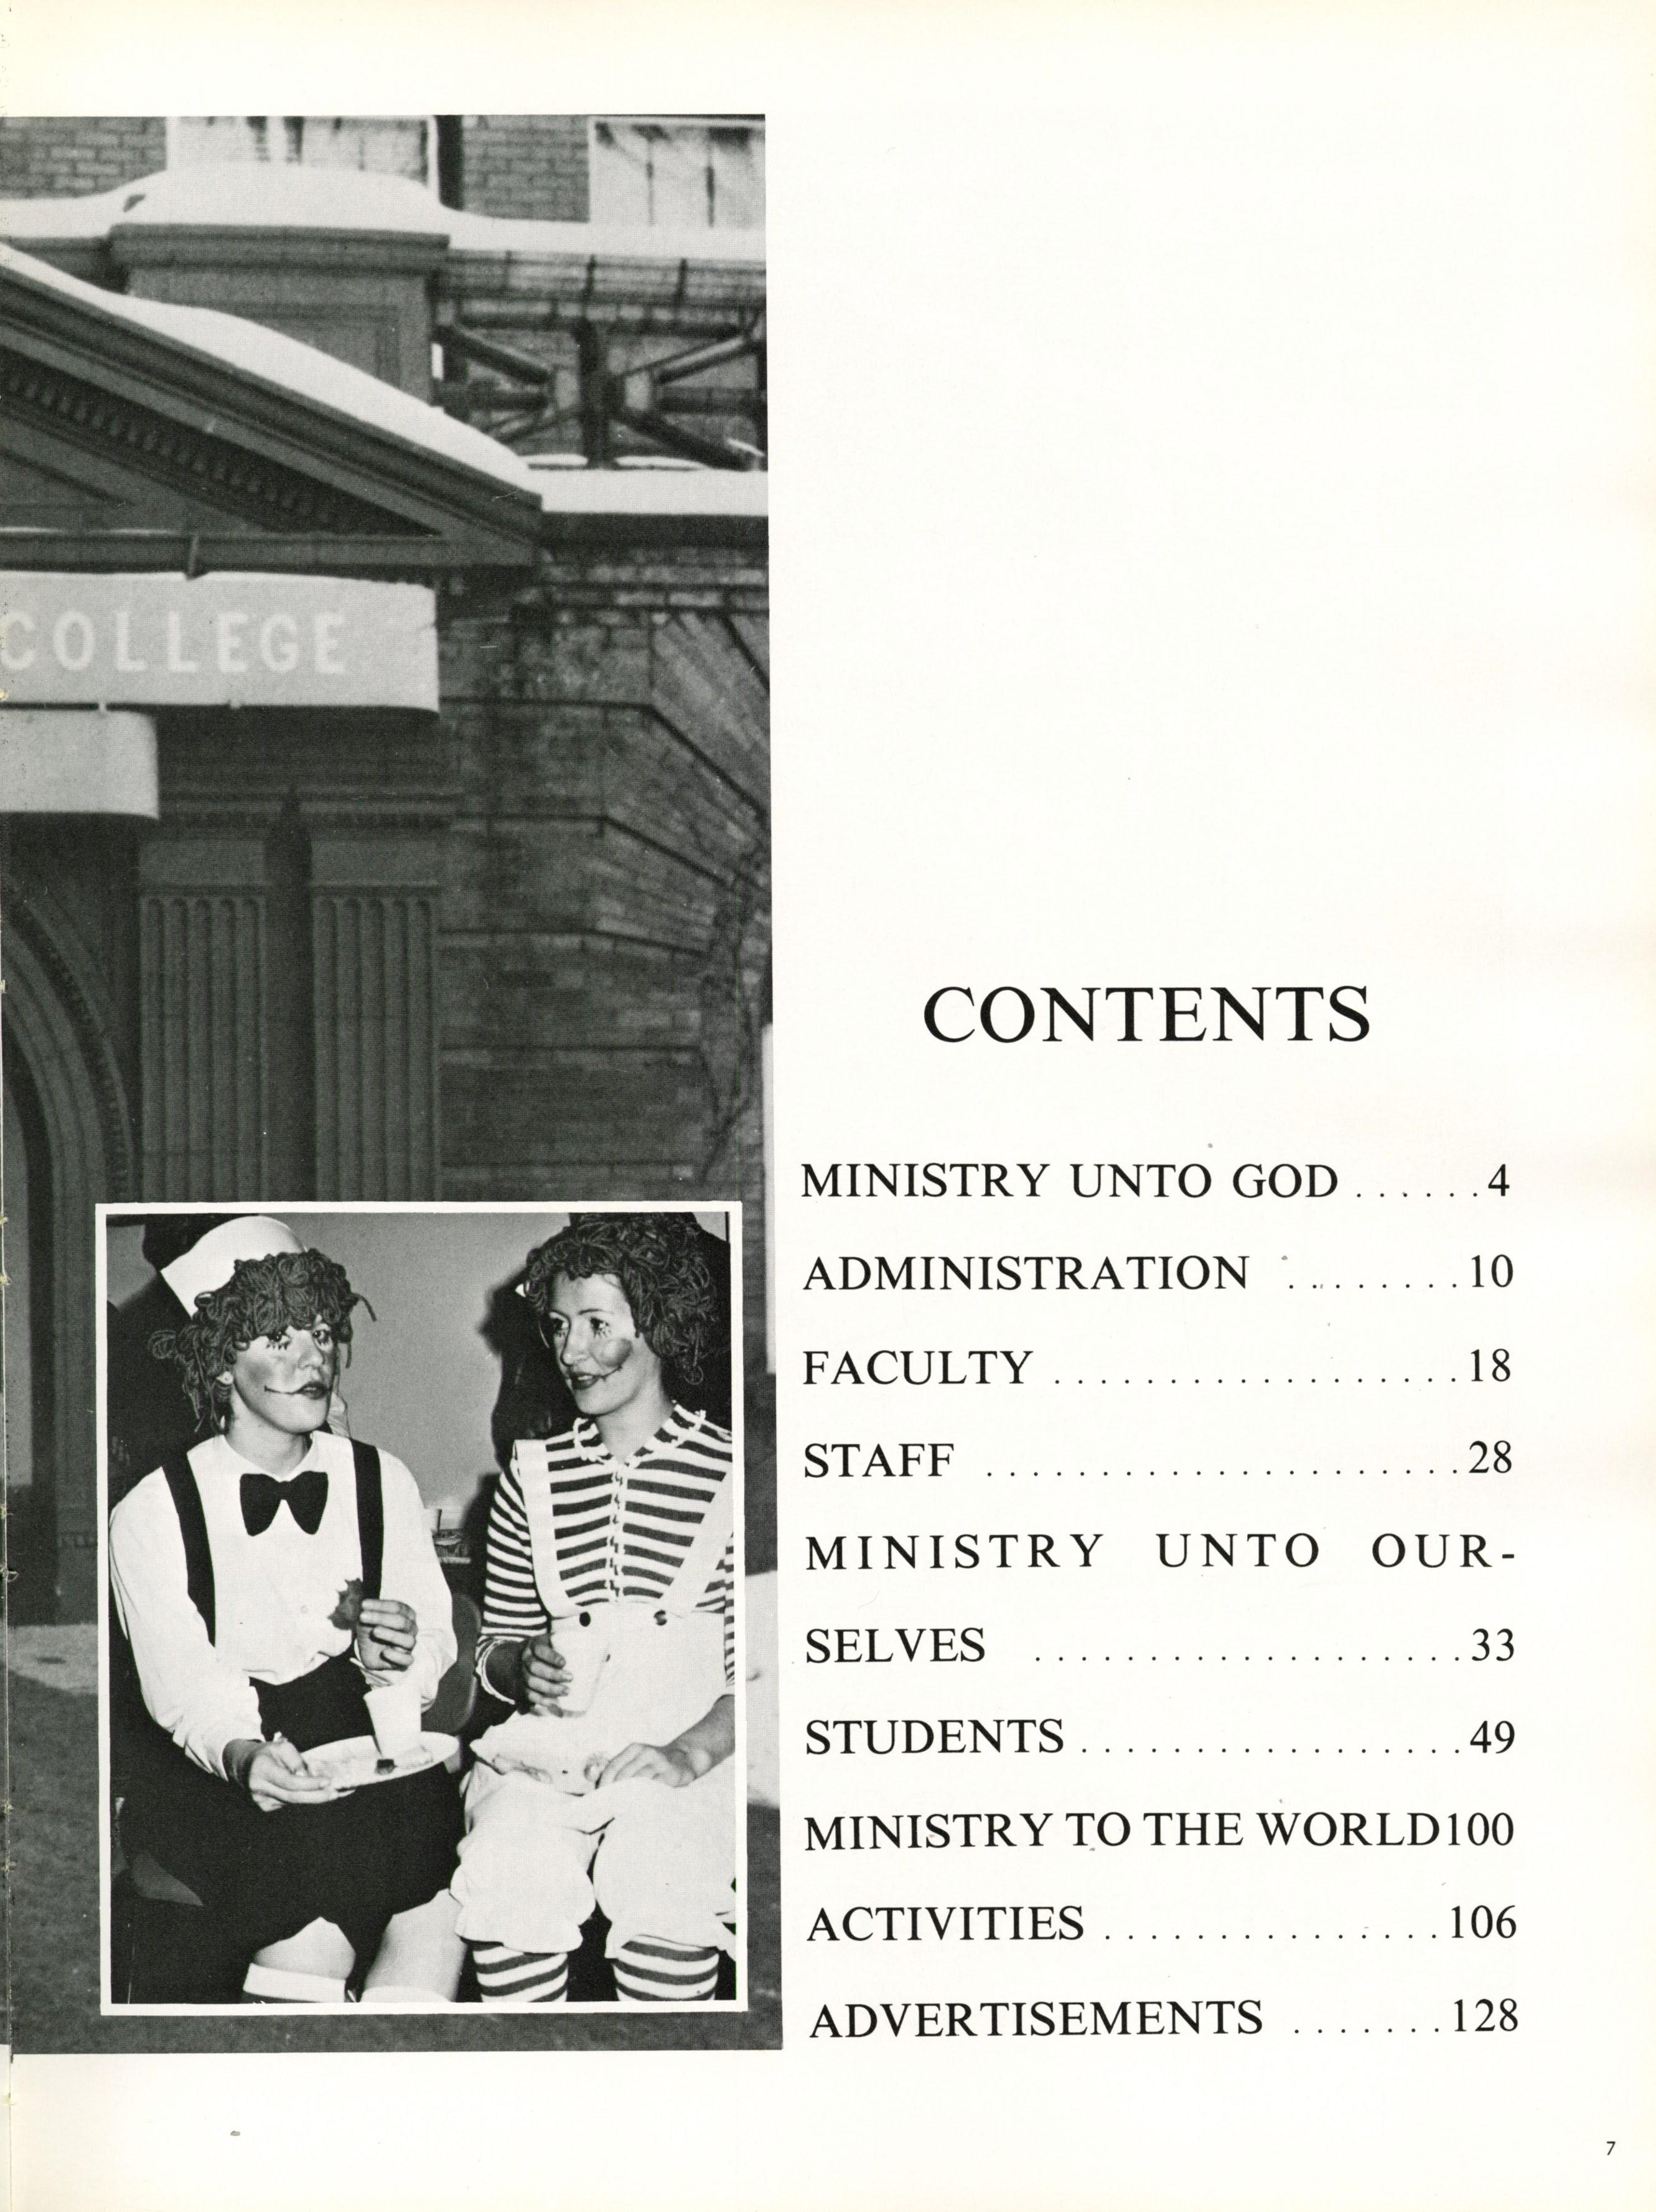 COLLEGE
CONTENTS
MINISTRY UNTO GOD ......4
ADMINISTRATION ........10
FACULTY ..................18
STAFF .....................28
MINISTRY UNTO OUR-
SELVES ...................33
STUDENTS.................49
MINISTRY TO THE WORLD100
ACTIVITIES ...............106
ADVERTISEMENTS .......128
7